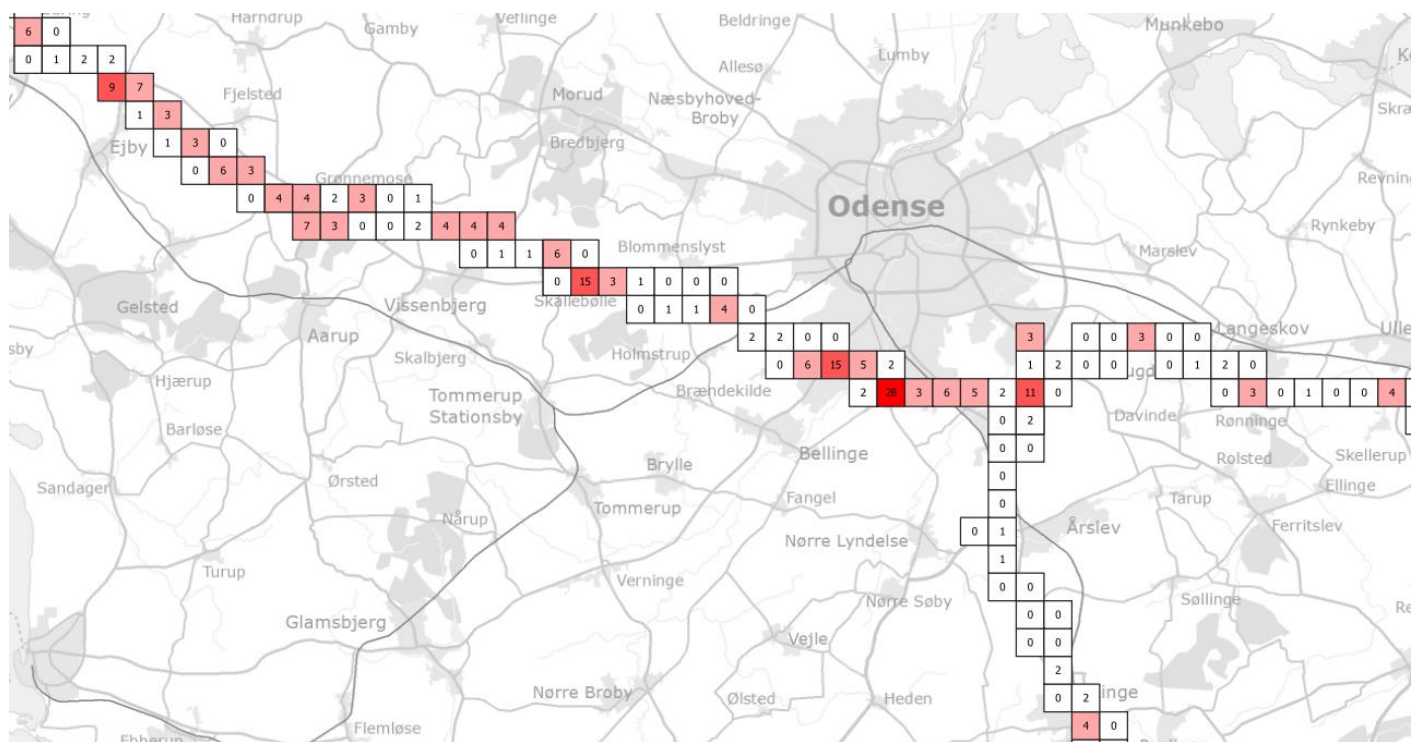 Harndrup
Veflinge
Beldringe
Munkebo
6 0
Gamby
Lumby
0 1 2 2
Allesø
9 7
Fjelsted
Morud
Næsbyhoved-
Broby
1 3
Ejby
1 3 0
Bredbjerg
0 6 3
Grønnemose
0 4 4 2 3 0 1
Odense
7 3 0 0 2 4 4 4
Rynkeby
0 1 1 6 0
Blommenslyst
Marslev
0 15 3 1 0 0 0
Gelsted
Vissenbjerg
Skallebølle
0 1 1 4 0
Aarup
2 2 0 0
3
0 0 3 0 0
Langeskov
Skalbjerg
Holmstrup
0 6 15 5 2
1 2 0 0
0 1 2 0
Hjærup
Tommerup
Stationsby
Brændekilde
2 28 3 6 5 2 11 0
0 3 0 1 0 0 4
Davinde
Rønninge
0 2
Barløse
Bellinge
0 0
Skellerup
Brylle
Rolsted
0
Sandager
Ørsted
Ellinge
Tommerup
Fangel
0
Tarup
Nårup
0 1
Årslev
Ferritslev
Nørre Lyndelse
1
Turup
Verninge
0 0
Nørre Søby
Søllinge
Glamsbjerg
0 0
Vejle
0 0
2
Nørre Broby
Ølsted
Heden
0 2
inge
Flemløse
4 0